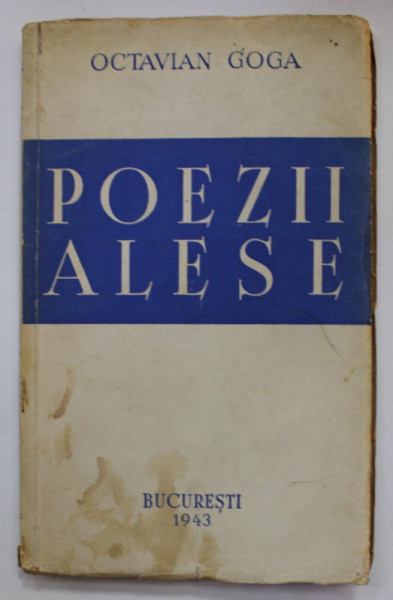 OCTAVIAN GOGA
POEZII
ALESE
BUCUREȘTI
1943